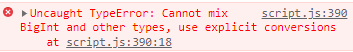 ▶ Uncaught TypeError: Cannot mix script.js:390
BigInt and other types, use explicit conversions
at script.js:390:18